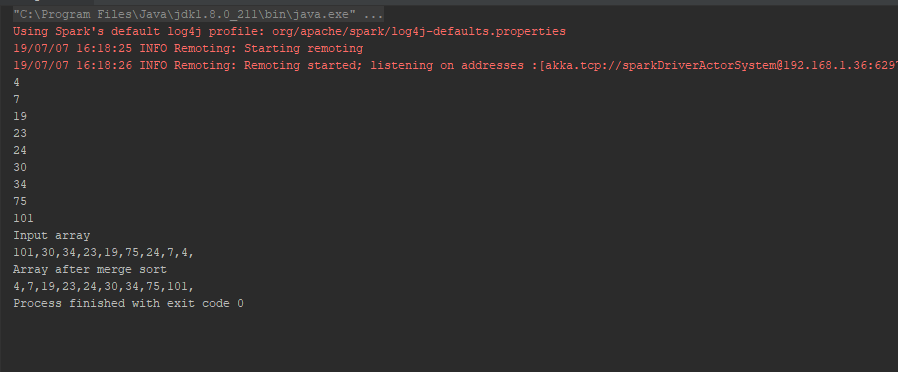 "C:\Program Files\Java\jdk1.8.0_211\bin\java.exe" ...
Using Spark's default log4j profile: org/apache/spark/log4j-defaults.properties
19/07/07 16:18:25 INFO Remoting: Starting remoting
19/07/07 16:18:26 INFO Remoting: Remoting started; listening on addresses :[akka.tcp://sparkDriverActorSystem@192.168.1.36:6297
4
7
19
23
24
30
34
75
101
Input array
101,30,34,23,19,75,24,7,4,
Array after merge sort
4,7,19,23,24,30,34,75,101,
Process finished with exit code 0